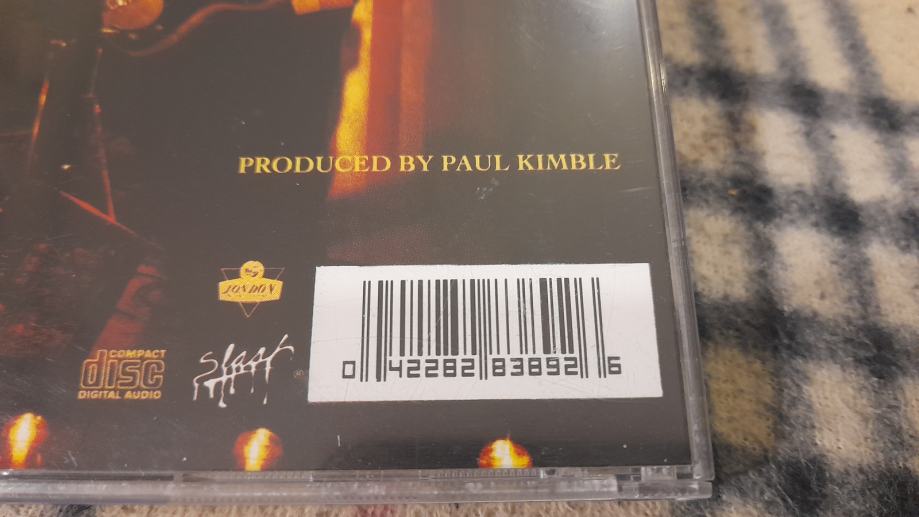 PRODUCED BY PAUL KIMBLE
LONDON
slash
COMPACT
disc
DIGITAL AUDIO
0 42282 83892 6